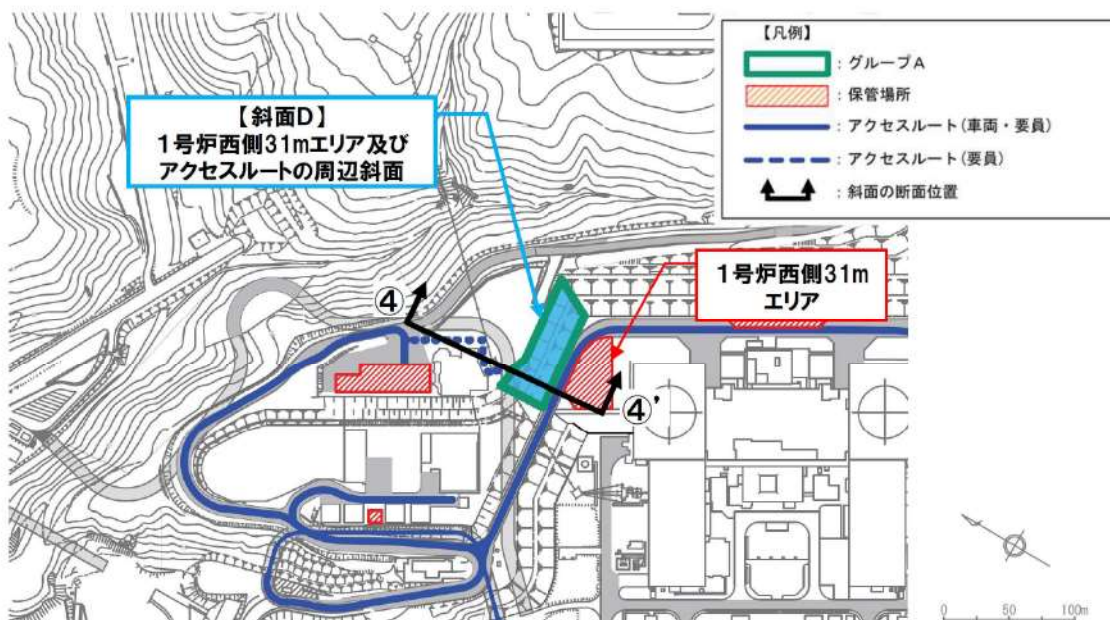 【凡例】
：グループA
：保管場所
：アクセスルート(車両・要員)
：アクセスルート(要員)
：斜面の断面位置
【斜面D】
1号炉西側31mエリア及び
アクセスルートの周辺斜面
1号炉西側31m
エリア
④
④'
0 50 100m